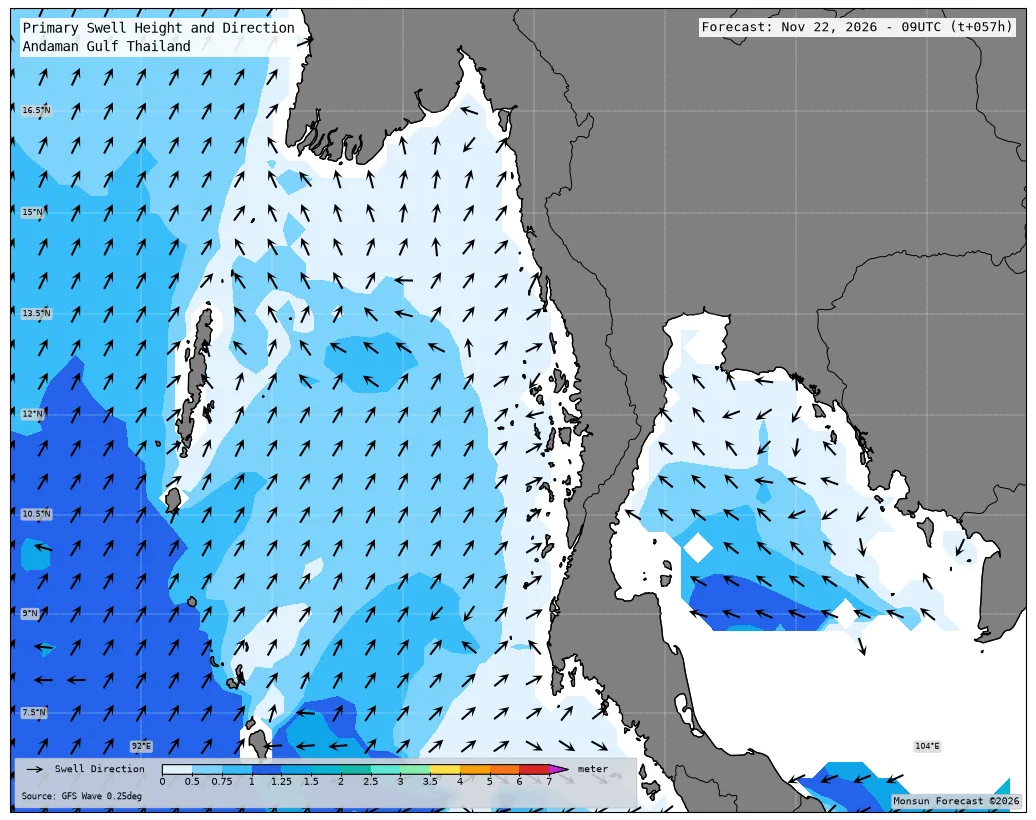 Primary Swell Height and Direction
Andaman Gulf Thailand
Forecast: Nov 22, 2026 - 09UTC (t+057h)
16.5°N
15°N
13.5°N
12°N
10.5°N
9°N
7.5°N
92°E
104°E
Swell Direction
0 0.5 0.75 1 1.25 1.5 2 2.5 3 3.5 4 5 6 7
meter
Source: GFS Wave 0.25deg
Monsun Forecast ©2026